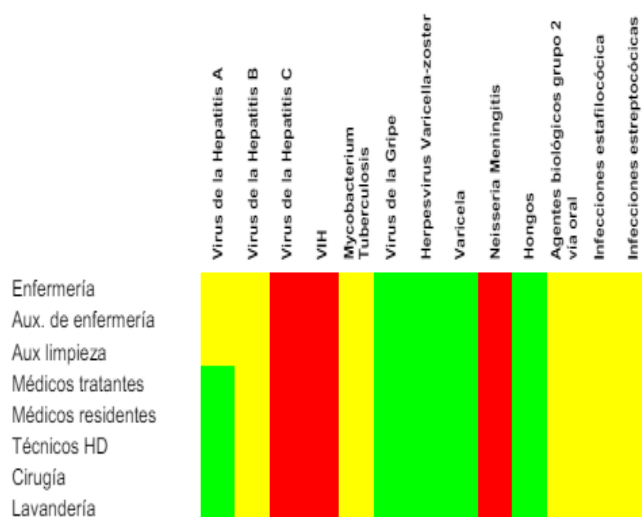 Virus de la Hepatitis A
Virus de la Hepatitis B
Virus de la Hepatitis C
VIH
Mycobacterium
Tuberculosis
Virus de la Gripe
Herpesvirus Varicella-zoster
Varicela
Neisseria Meningitis
Hongos
Agentes biológicos grupo 2
via oral
Infecciones estafilocócica
Infecciones estreptocócicas
Enfermería
Aux. de enfermería
Aux limpieza
Médicos tratantes
Médicos residentes
Técnicos HD
Cirugía
Lavandería